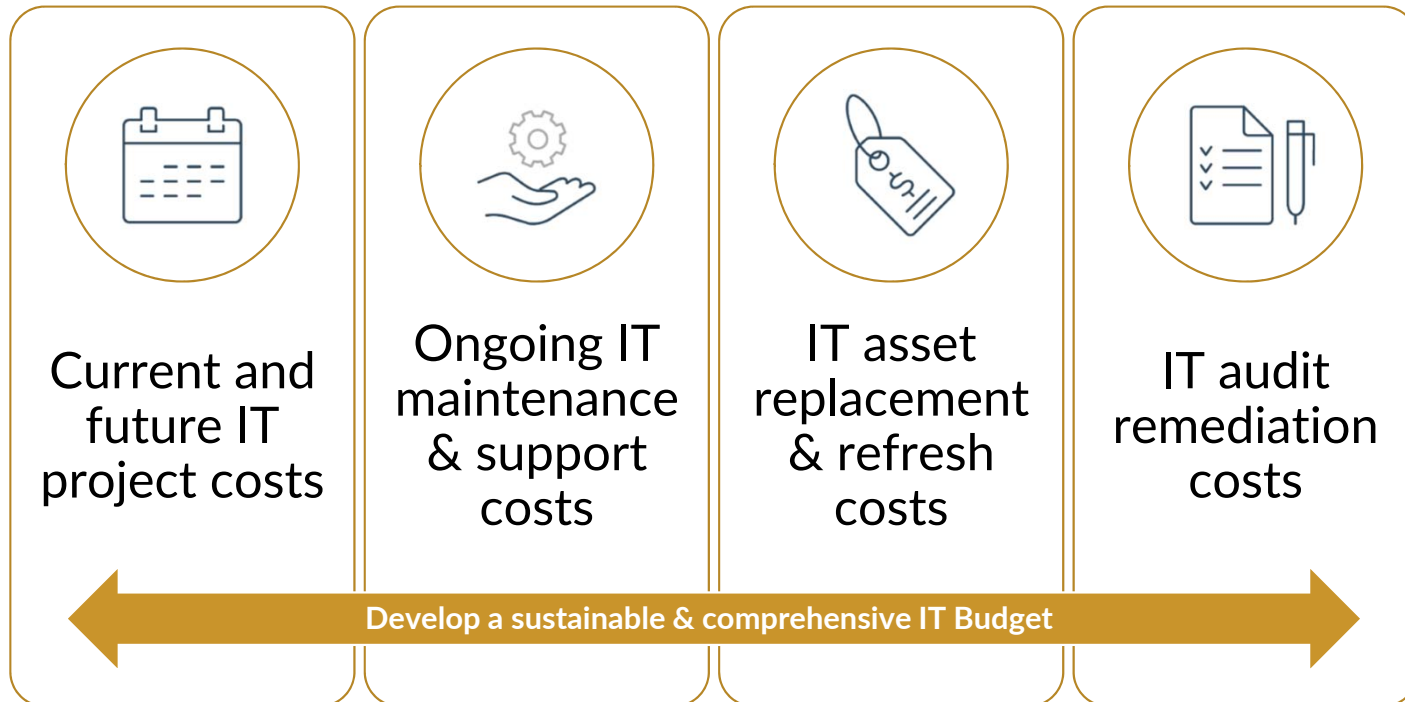 Current and
future IT
project costs
Ongoing IT
maintenance
& support
costs
$
IT asset
replacement
& refresh
costs
IT audit
remediation
costs
Develop a sustainable & comprehensive IT Budget